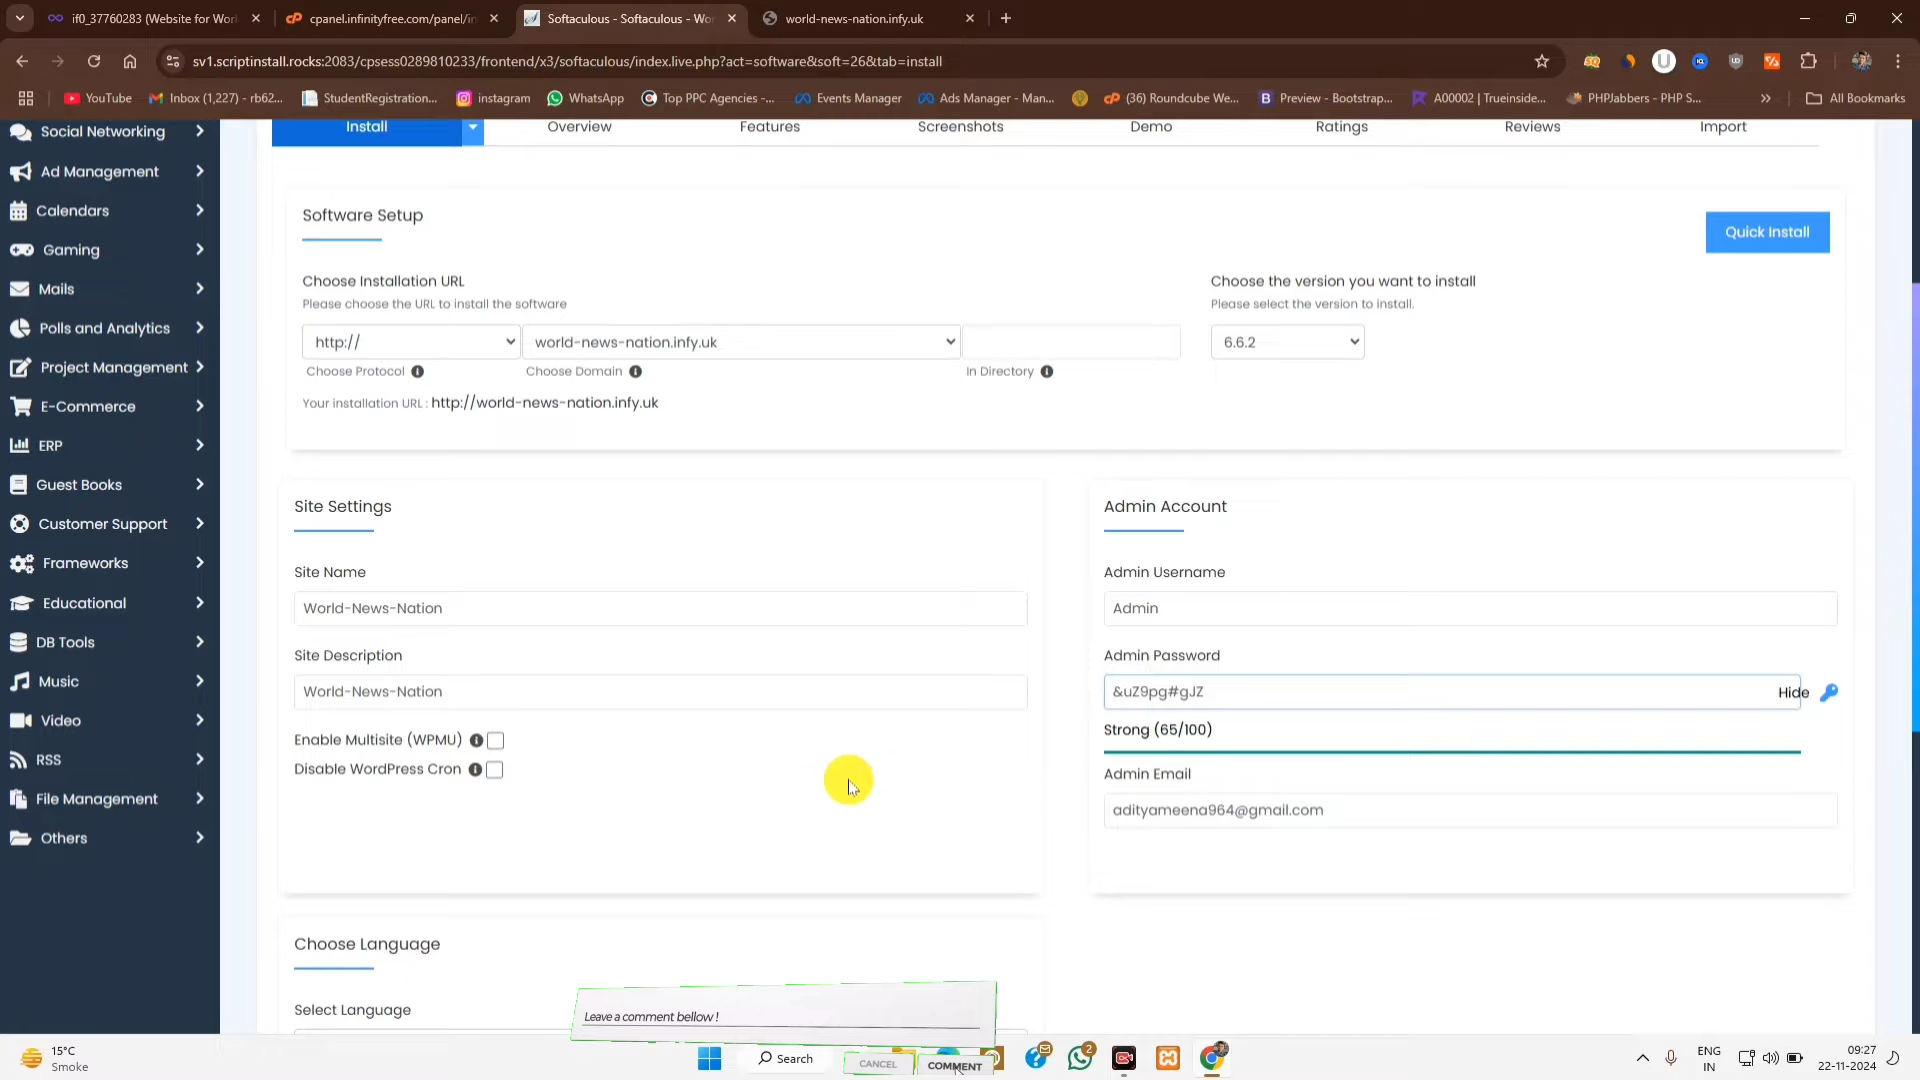 if0_37760283 (Website for Worl
cpanel.infinityfree.com/panel/in
Softaculous - Softaculous - Wo
world-news-nation.infy.uk
sv1.scriptinstall.rocks:2083/cpsess0289810233/frontend/x3/softaculous/index.live.php?act=software&soft=26&tab=install
YouTube
Inbox (1,227) - rb62...
StudentRegistration...
instagram
WhatsApp
Top PPC Agencies -...
Events Manager
Ads Manager - Man...
(36) Roundcube We...
Preview - Bootstrap...
A00002 | Trueinside...
PHPJabbers - PHP S...
All Bookmarks
Social Networking
Ad Management
Calendars
Gaming
Mails
Polls and Analytics
Project Management
E-Commerce
ERP
Guest Books
Customer Support
Frameworks
Educational
DB Tools
Music
Video
RSS
File Management
Others
Install
Overview
Features
Screenshots
Demo
Ratings
Reviews
Import
Software Setup
Quick Install
Choose Installation URL
Please choose the URL to install the software
http://
world-news-nation.infy.uk
Choose Protocol
Choose Domain
In Directory
Your installation URL : http://world-news-nation.infy.uk
Choose the version you want to install
Please select the version to install.
6.6.2
Site Settings
Site Name
World-News-Nation
Site Description
World-News-Nation
Enable Multisite (WPMU)
Disable WordPress Cron
Admin Account
Admin Username
Admin
Admin Password
&uZ9pg#gJZ
Hide
Strong (65/100)
Admin Email
adityameena964@gmail.com
Choose Language
Select Language
Leave a comment bellow !
CANCEL
COMMENT
15°C
Smoke
Search
2
ENG
IN
09:27
22-11-2024